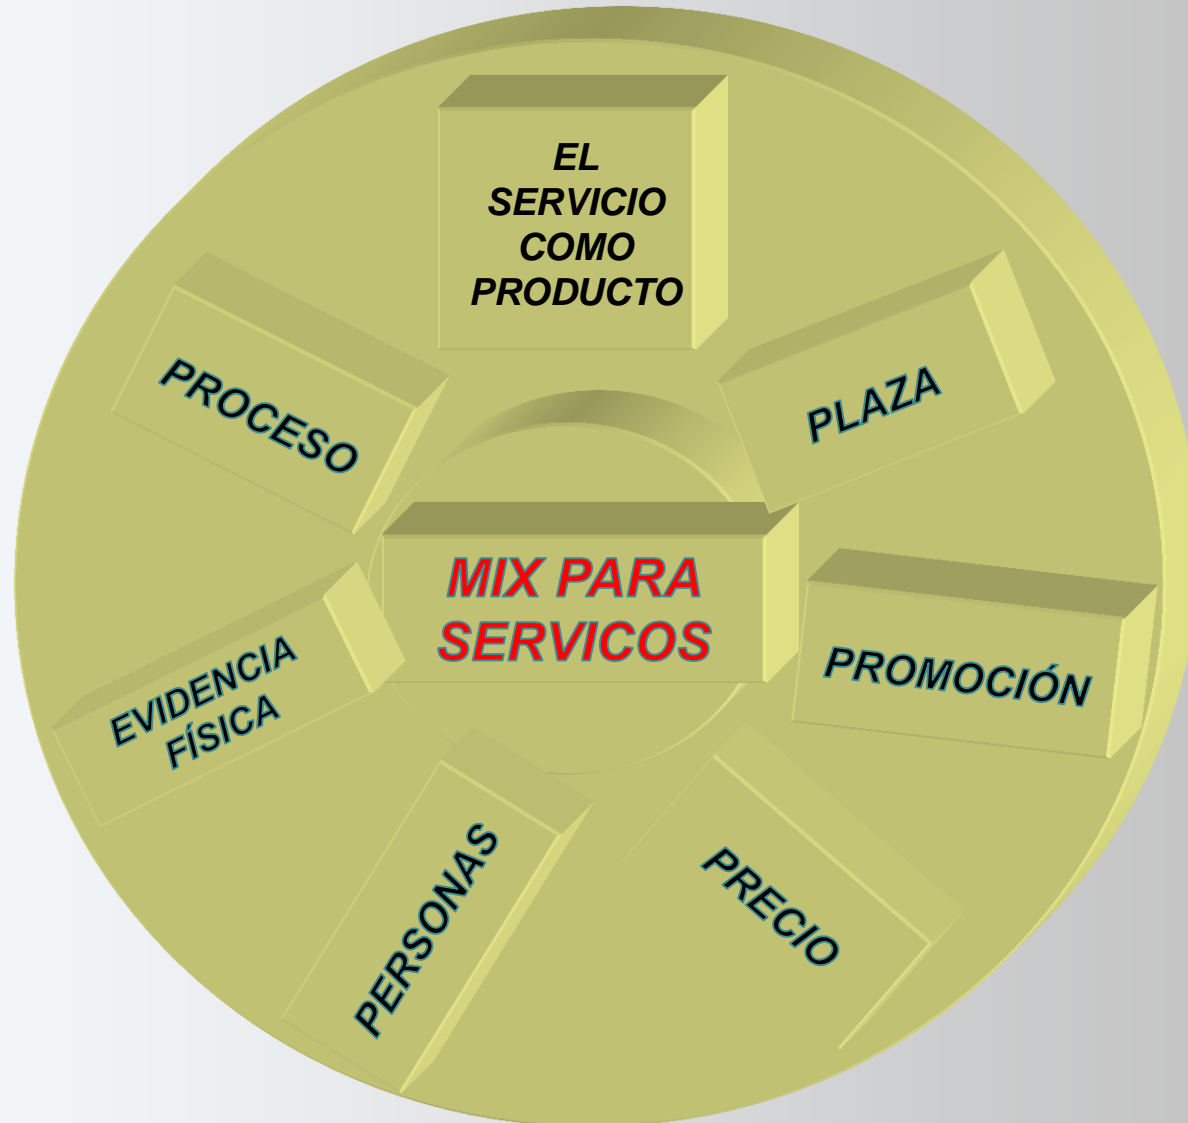 EL
SERVICIO
COMO
PRODUCTO
PLAZA
PROMOCIÓN
PRECIO
PERSONAS
EVIDENCIA
FÍSICA
PROCESO
MIX PARA
SERVICOS